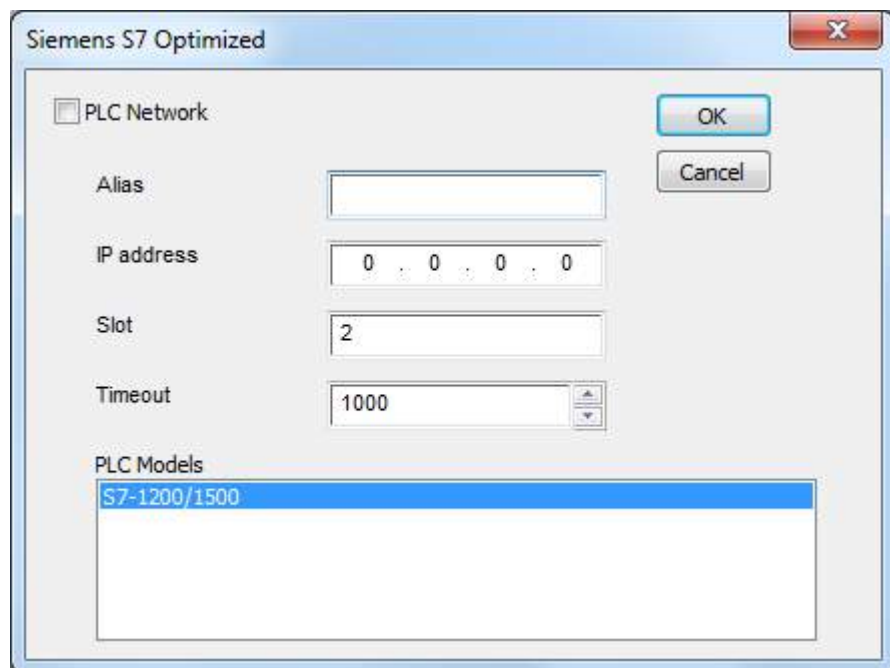 Siemens S7 Optimized
PLC Network
OK
Cancel
Alias
IP address
0 . 0 . 0 . 0
Slot
2
Timeout
1000
PLC Models
S7-1200/1500